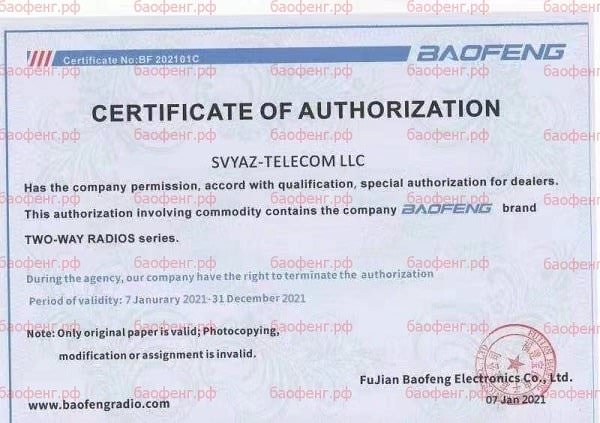 Certificate No:BF 202101C
BAOFENG
CERTIFICATE OF AUTHORIZATION
SVYAZ-TELECOM LLC
Has the company permission, accord with qualification, special authorization for dealers.
This authorization involving commodity contains the company BAOFENG brand
TWO-WAY RADIOS series.
During the agency, our company have the right to terminate the authorization
Period of validity: 7 Janurary 2021-31 December 2021
Note: Only original paper is valid; Photocopying,
modification or assignment is invalid.
FuJian Baofeng Electronics Co., Ltd.
www.baofengradio.com
07 Jan 2021
баофенг.рф